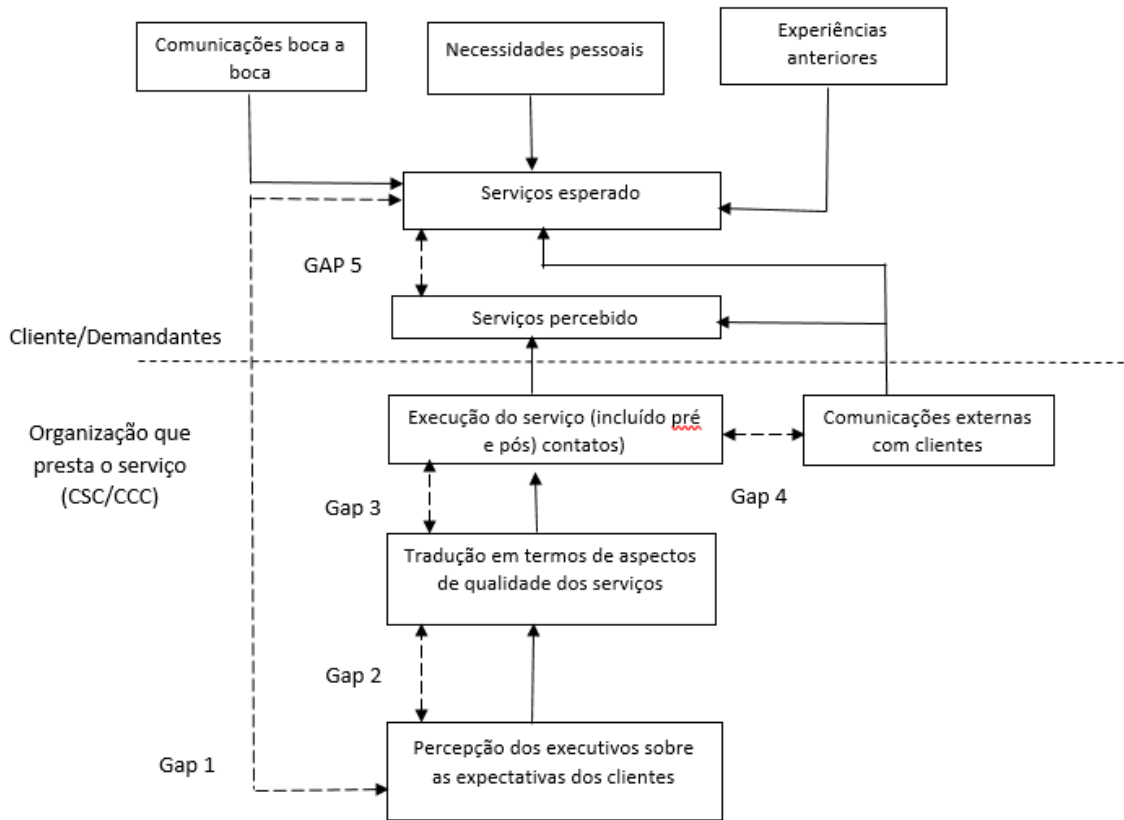 Comunicações boca a
boca
Necessidades pessoais
Experiências
anteriores
Serviços esperado
GAP 5
Serviços percebido
Cliente/Demandantes
Organização que
presta o serviço
(CSC/CCC)
Execução do serviço (incluído pré
e pós) contatos)
Comunicações externas
com clientes
Gap 4
Gap 3
Tradução em termos de aspectos
de qualidade dos serviços
Gap 2
Gap 1
Percepção dos executivos sobre
as expectativas dos clientes